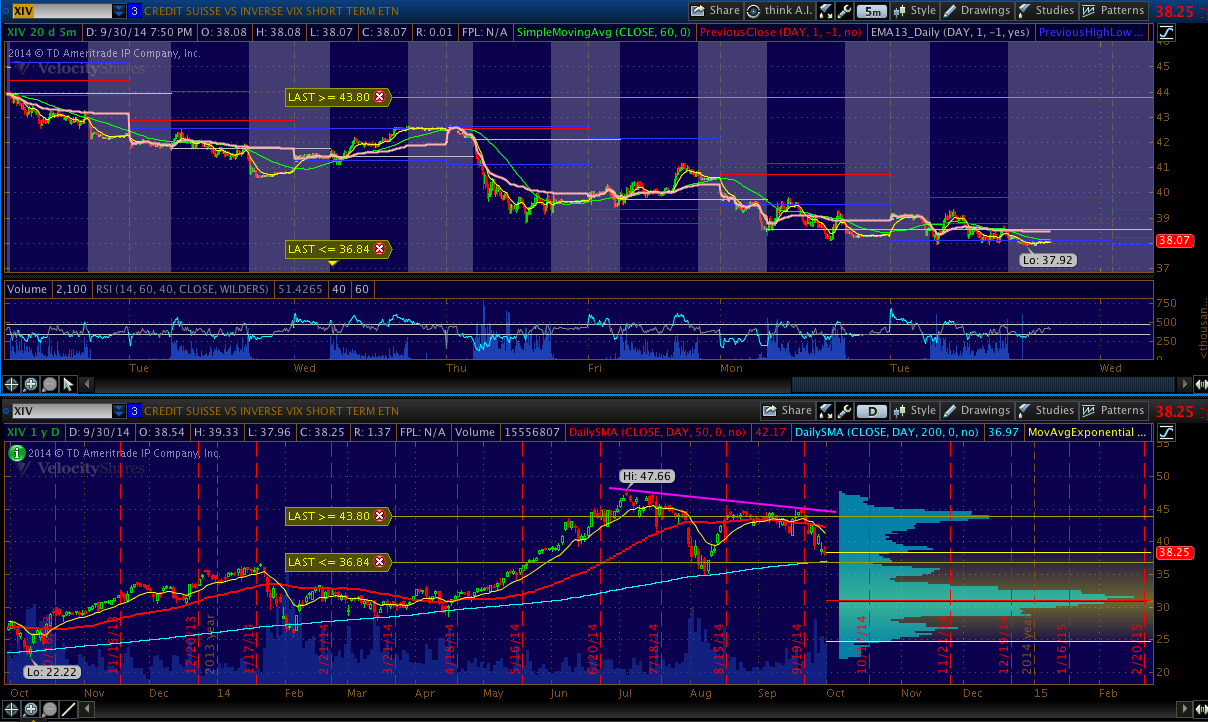 XIV 3 CREDIT SUISSE VS INVERSE VIX SHORT TERM ETN Share think A.I. 5m Style Drawings Studies Patterns 38.25
XIV 20 d 5m D: 9/30/14 7:50 PM O: 38.08 H: 38.08 L: 38.07 C: 38.07 R: 0.01 FPL: N/A SimpleMovingAvg (CLOSE, 60, 0) PreviousClose (DAY, 1, -1, no) EMA13_Daily (DAY, 1, -1, yes) PreviousHighLow ...
2014 © TD Ameritrade IP Company, Inc.
VelocityShares
45
44
LAST >= 43.80
43
42
41
40
39
LAST <= 36.84
38.07
Lo: 37.92
37
Volume 2,100 RSI (14, 60, 40, CLOSE, WILDERS) 51.4265 40 60
750
500
250
0
<thousan...
Tue Wed Thu Fri Mon Tue Wed
XIV 3 CREDIT SUISSE VS INVERSE VIX SHORT TERM ETN Share D Style Drawings Studies Patterns 38.25
XIV 1 y D D: 9/30/14 O: 38.54 H: 39.33 L: 37.96 C: 38.25 R: 1.37 FPL: N/A Volume 15556807 DailySMA (CLOSE, DAY, 50, 0, no) 42.17 DailySMA (CLOSE, DAY, 200, 0, no) 36.97 MovAvgExponential ...
2014 © TD Ameritrade IP Company, Inc.
VelocityShares
Hi: 47.66
50
45
LAST >= 43.80
40
38.25
LAST <= 36.84
35
30
25
20
Lo: 22.22
12/20/13
2013 year
1/17/14
2/21/14
3/21/14
4/18/14
5/16/14
6/20/14
7/18/14
8/15/14
9/19/14
11/21/14
12/19/14
2014 year
1/16/15
2/20/15
Oct Nov Dec 14 Feb Mar Apr May Jun Jul Aug Sep Oct Nov Dec 15 Feb